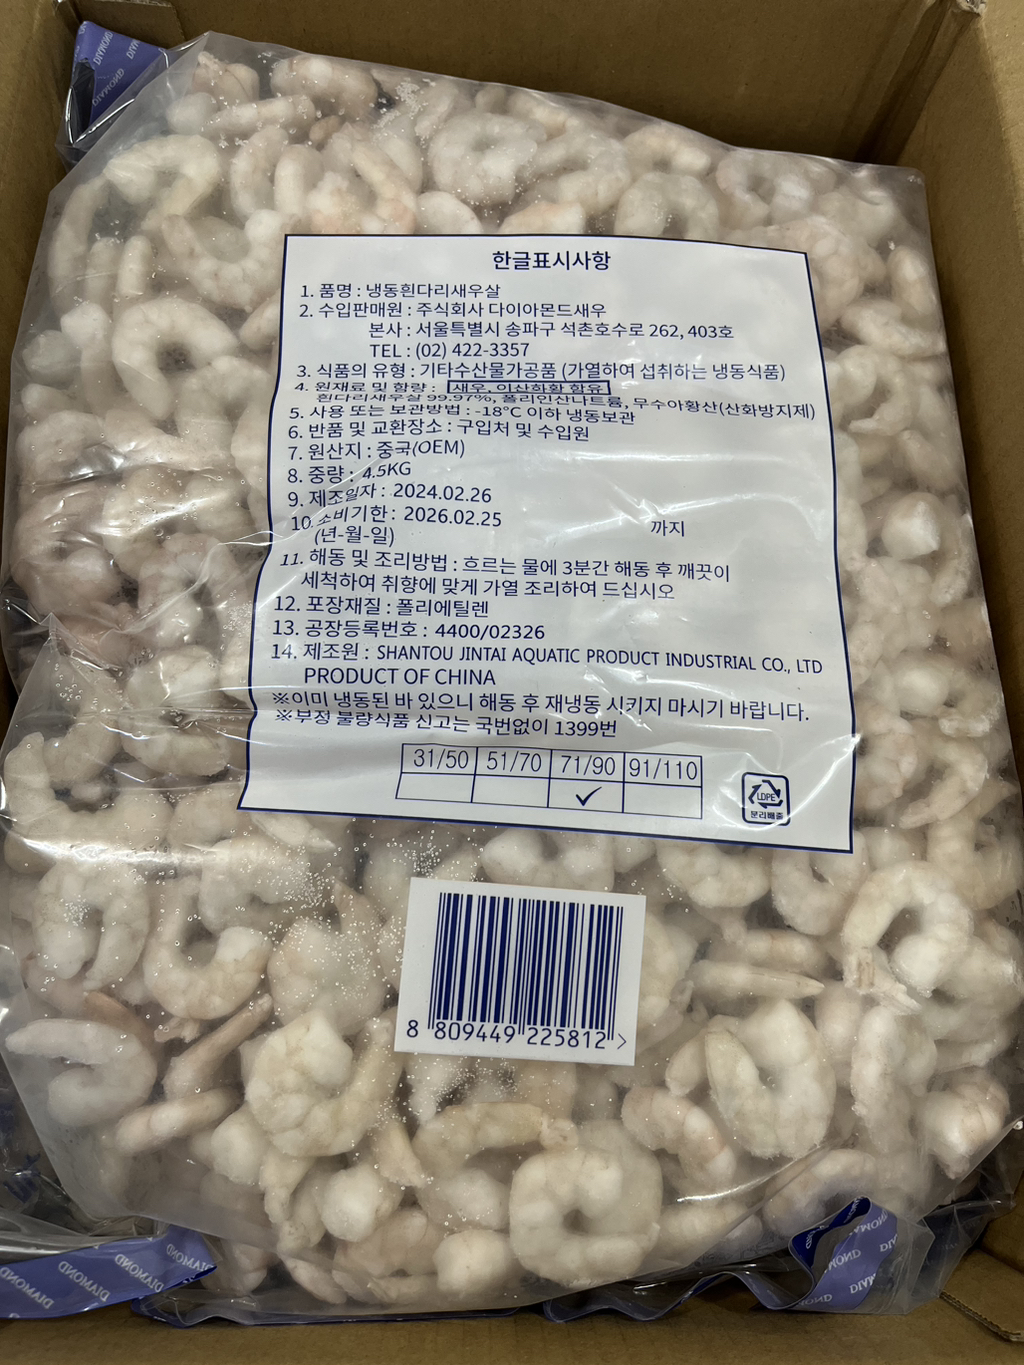 한글표시사항
1. 품명 : 냉동흰다리새우살
2. 수입판매원 : 주식회사 다이아몬드새우
본사 : 서울특별시 송파구 석촌호수로 262, 403호
TEL : (02) 422-3357
3. 식품의 유형 : 기타수산물가공품 (가열하여 섭취하는 냉동식품)
4. 원재료 및 함량 : 새우, 이산화황 함유
흰다리새우살 99.97%, 폴리인산나트륨, 무수아황산(산화방지제)
5. 사용 또는 보관방법 : -18°C 이하 냉동보관
6. 반품 및 교환장소 : 구입처 및 수입원
7. 원산지 : 중국(OEM)
8. 중량 : 4.5KG
9. 제조일자 : 2024.02.26
10. 소비기한 : 2026.02.25 까지
(년-월-일)
11. 해동 및 조리방법 : 흐르는 물에 3분간 해동 후 깨끗이
세척하여 취향에 맞게 가열 조리하여 드십시오
12. 포장재질 : 폴리에틸렌
13. 공장등록번호 : 4400/02326
14. 제조원 : SHANTOU JINTAI AQUATIC PRODUCT INDUSTRIAL CO., LTD
PRODUCT OF CHINA
※이미 냉동된 바 있으니 해동 후 재냉동 시키지 마시기 바랍니다.
※부정 불량식품 신고는 국번없이 1399번
31/50 51/70 71/90 91/110
✓
LDPE
분리배출
8 809449 225812 >
DIAMOND
DIAMOND
DIAMOND
DIAMOND